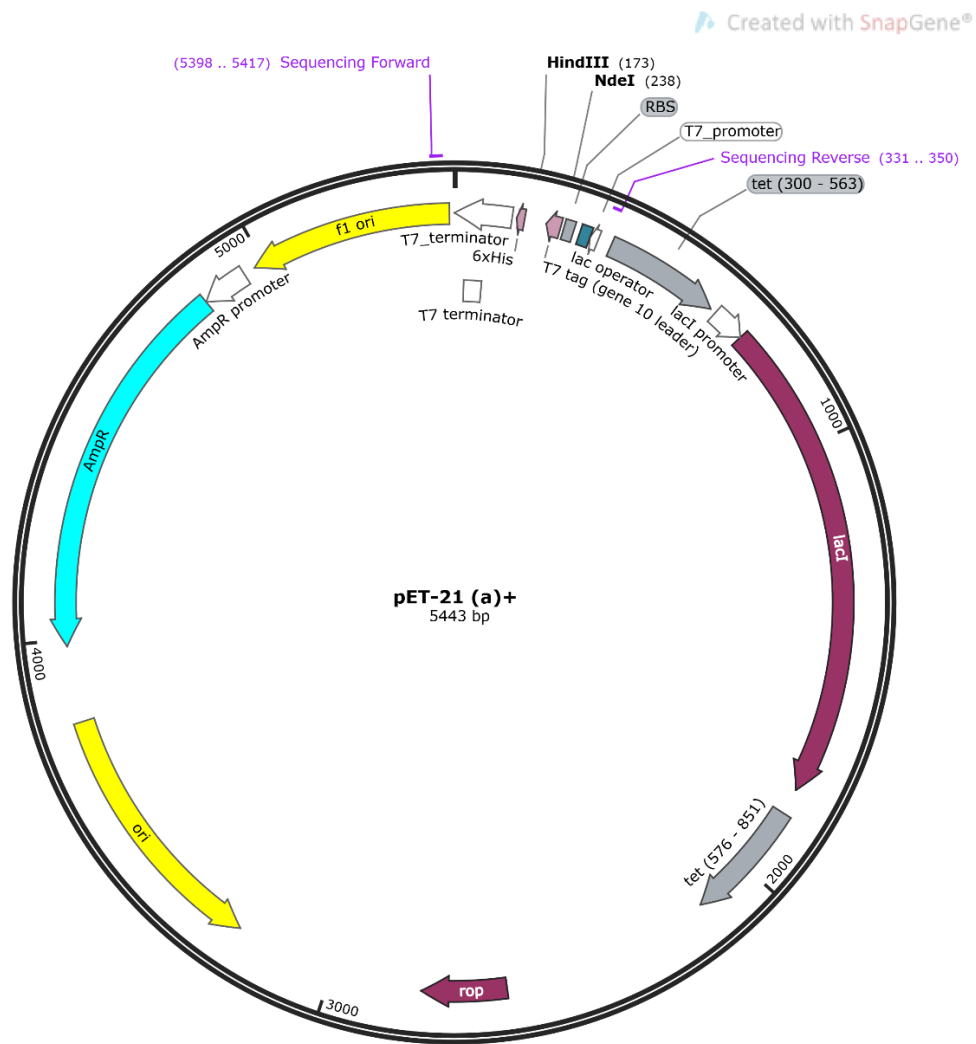 Created with SnapGene®
(5398 .. 5417) Sequencing Forward
HindIII (173)
NdeI (238)
RBS
T7_promoter
Sequencing Reverse (331 .. 350)
tet (300 - 563)
5000
f1 ori
T7_terminator
6xHis
lac operator
T7 tag (gene 10 leader)
lacI promoter
AmpR promoter
T7 terminator
1000
AmpR
lacI
pET-21 (a)+
5443 bp
4000
ori
tet (576 - 851)
2000
rop
3000